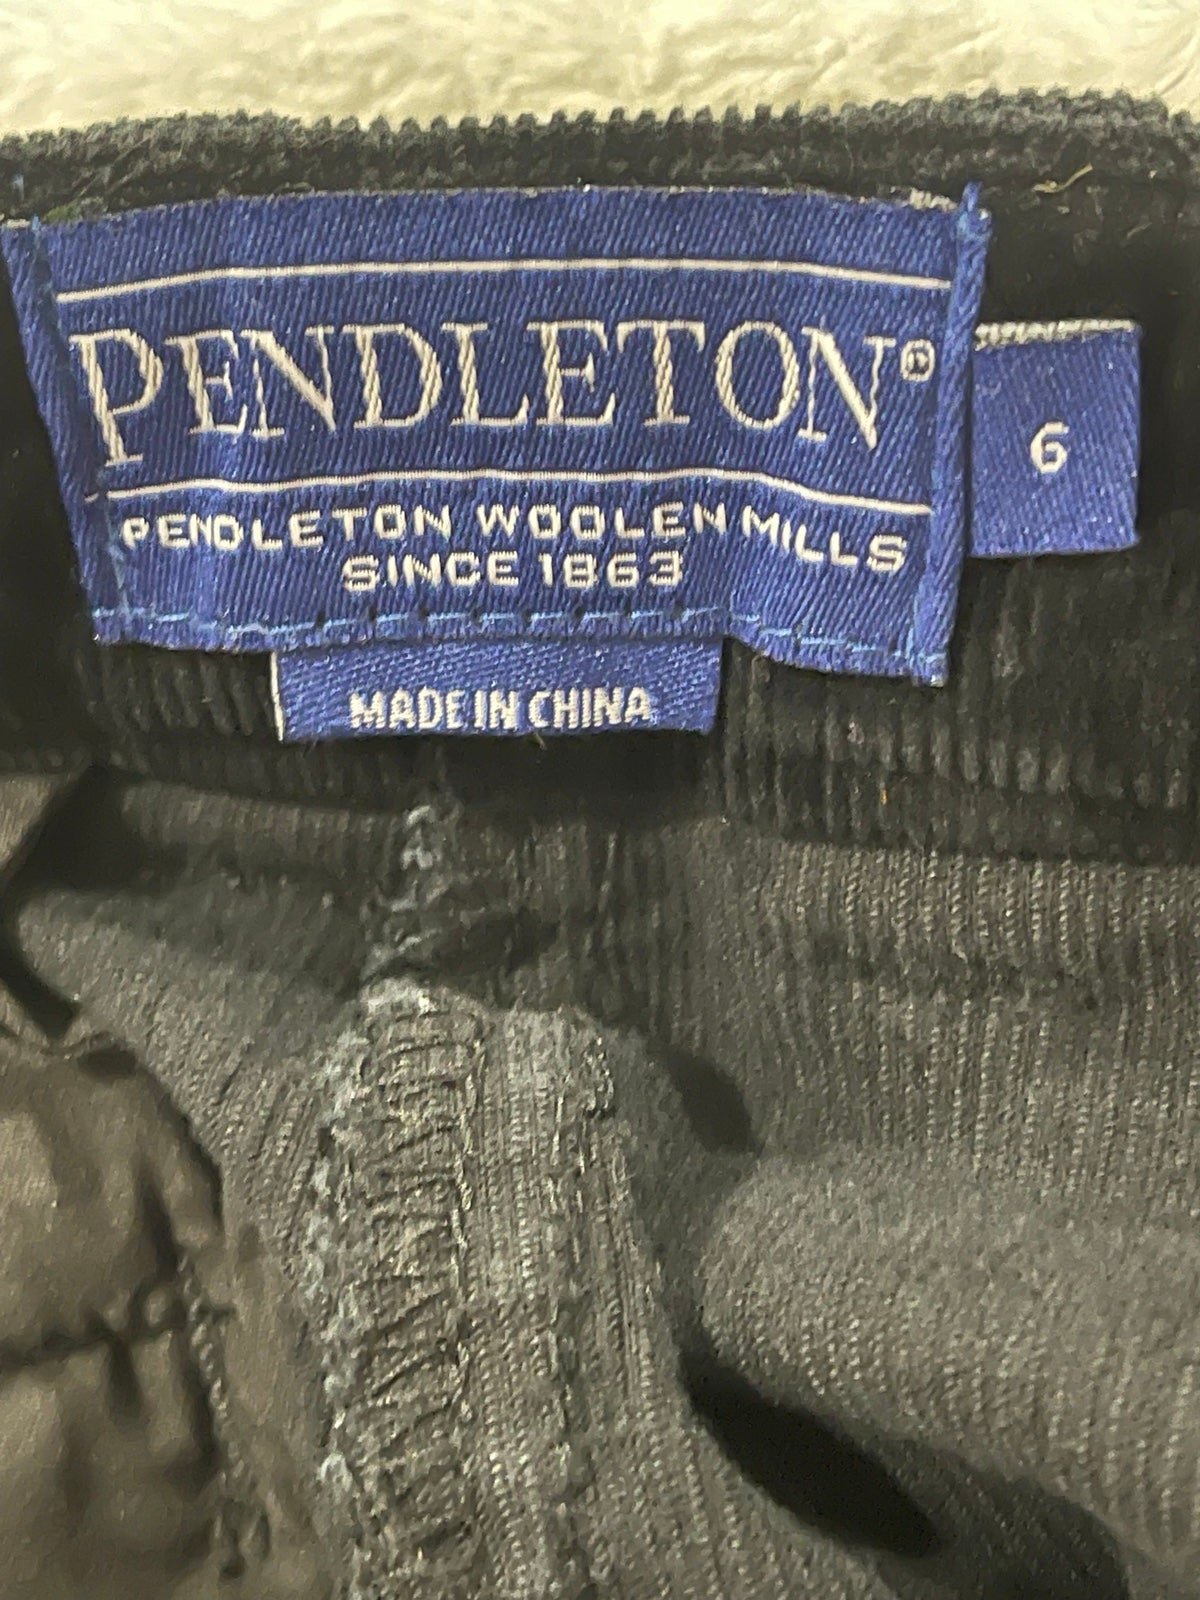 PENDLETON®
6
PENDLETON WOOLEN MILLS
SINCE 1863
MADE IN CHINA